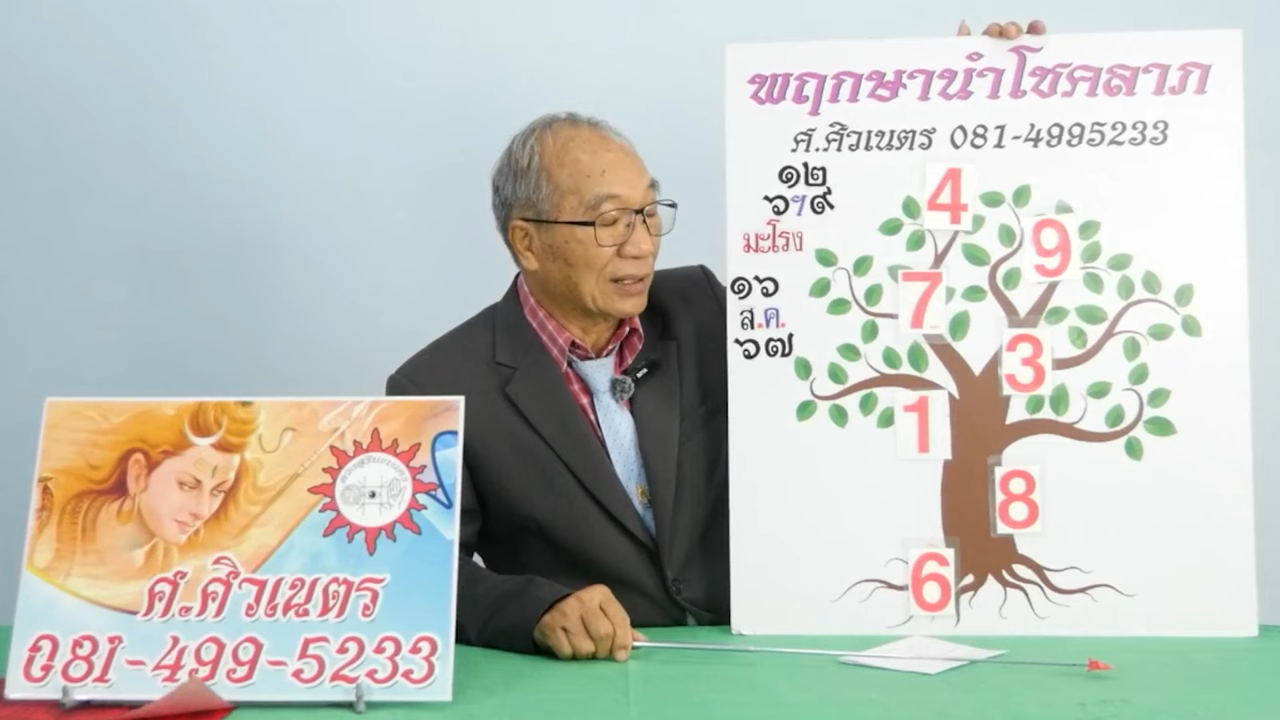 พฤกษานำโชคลาภ
ศ.ศิวเนตร 081-4995233
๑๒
๖ฯ๙
มะโรง
๑๖
ส.ค.
๖๗
4
9
7
3
1
8
6
ศ.ศิวเนตร
081-499-5233